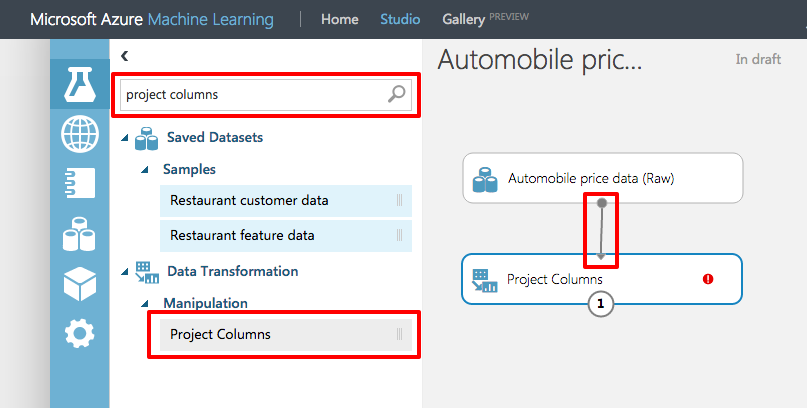 Microsoft Azure Machine Learning | Home Studio Gallery PREVIEW
Automobile pric...
In draft
project columns
Saved Datasets
Samples
Restaurant customer data
Restaurant feature data
Data Transformation
Manipulation
Project Columns
Automobile price data (Raw)
Project Columns
1